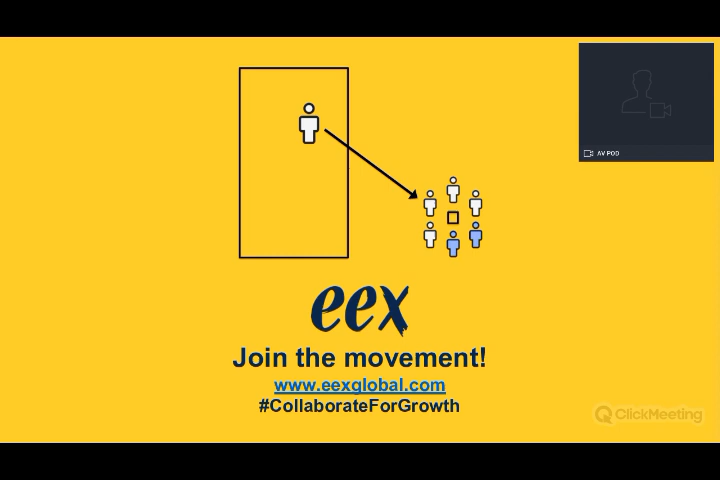 AV POD
eex
Join the movement!
www.eexglobal.com
#CollaborateForGrowth
ClickMeeting